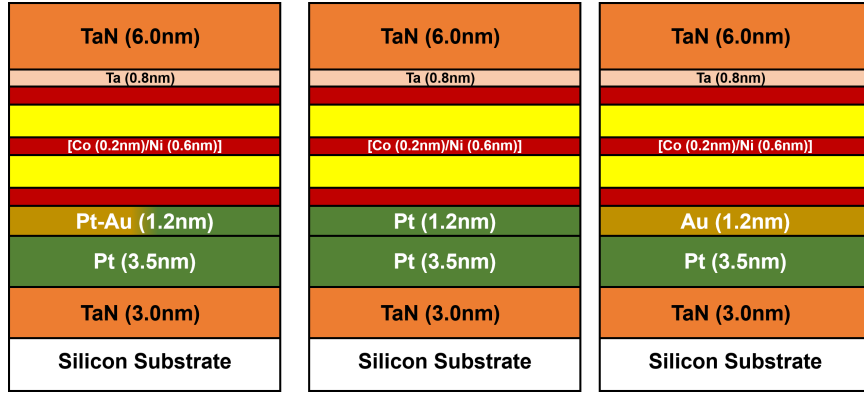 TaN (6.0nm)
Ta (0.8nm)
[Co (0.2nm)/Ni (0.6nm)]
Pt-Au (1.2nm)
Pt (3.5nm)
TaN (3.0nm)
Silicon Substrate
TaN (6.0nm)
Ta (0.8nm)
[Co (0.2nm)/Ni (0.6nm)]
Pt (1.2nm)
Pt (3.5nm)
TaN (3.0nm)
Silicon Substrate
TaN (6.0nm)
Ta (0.8nm)
[Co (0.2nm)/Ni (0.6nm)]
Au (1.2nm)
Pt (3.5nm)
TaN (3.0nm)
Silicon Substrate